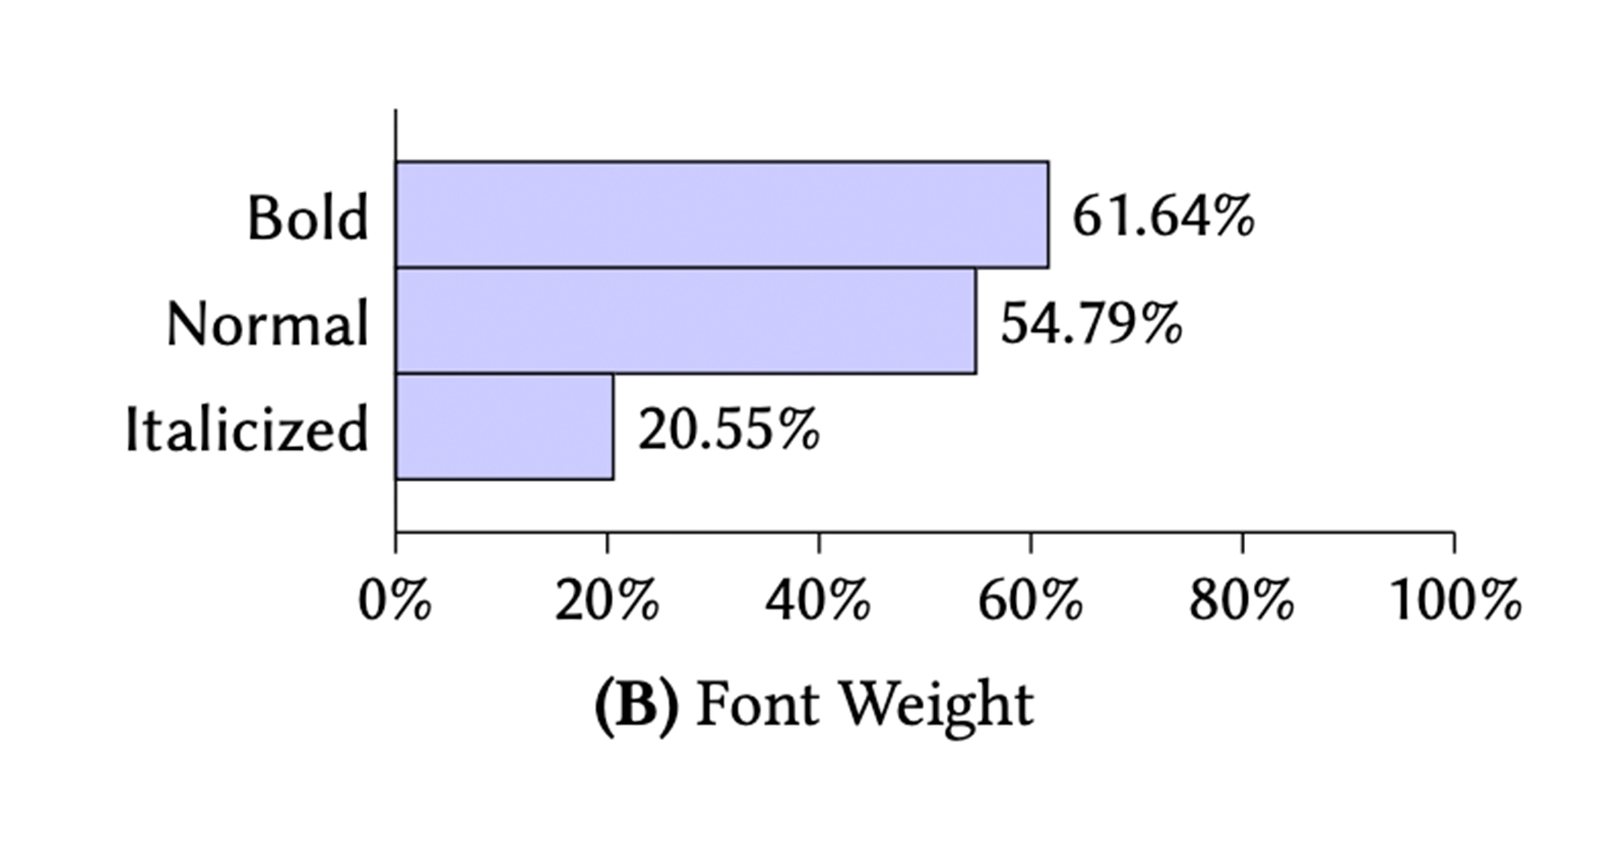 Bold 61.64%
Normal 54.79%
Italicized 20.55%
0% 20% 40% 60% 80% 100%
(B) Font Weight